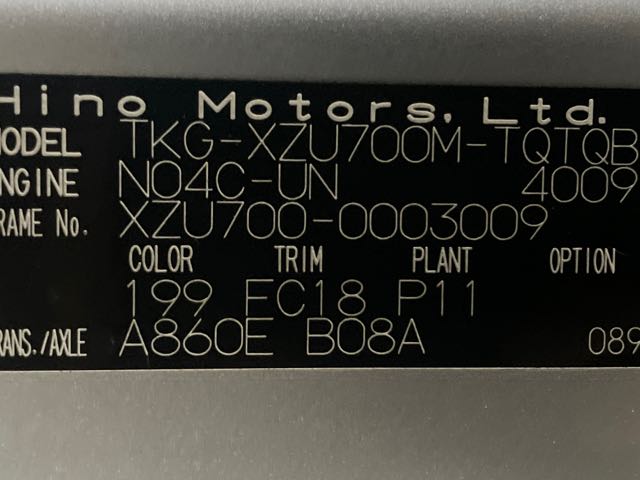 Hino Motors, Ltd.
MODEL TKG-XZU700M-TQTQB
ENGINE N04C-UN 4009
FRAME No. XZU700-0003009
COLOR TRIM PLANT OPTION
199 FC18 P11
TRANS./AXLE A860E B08A 089